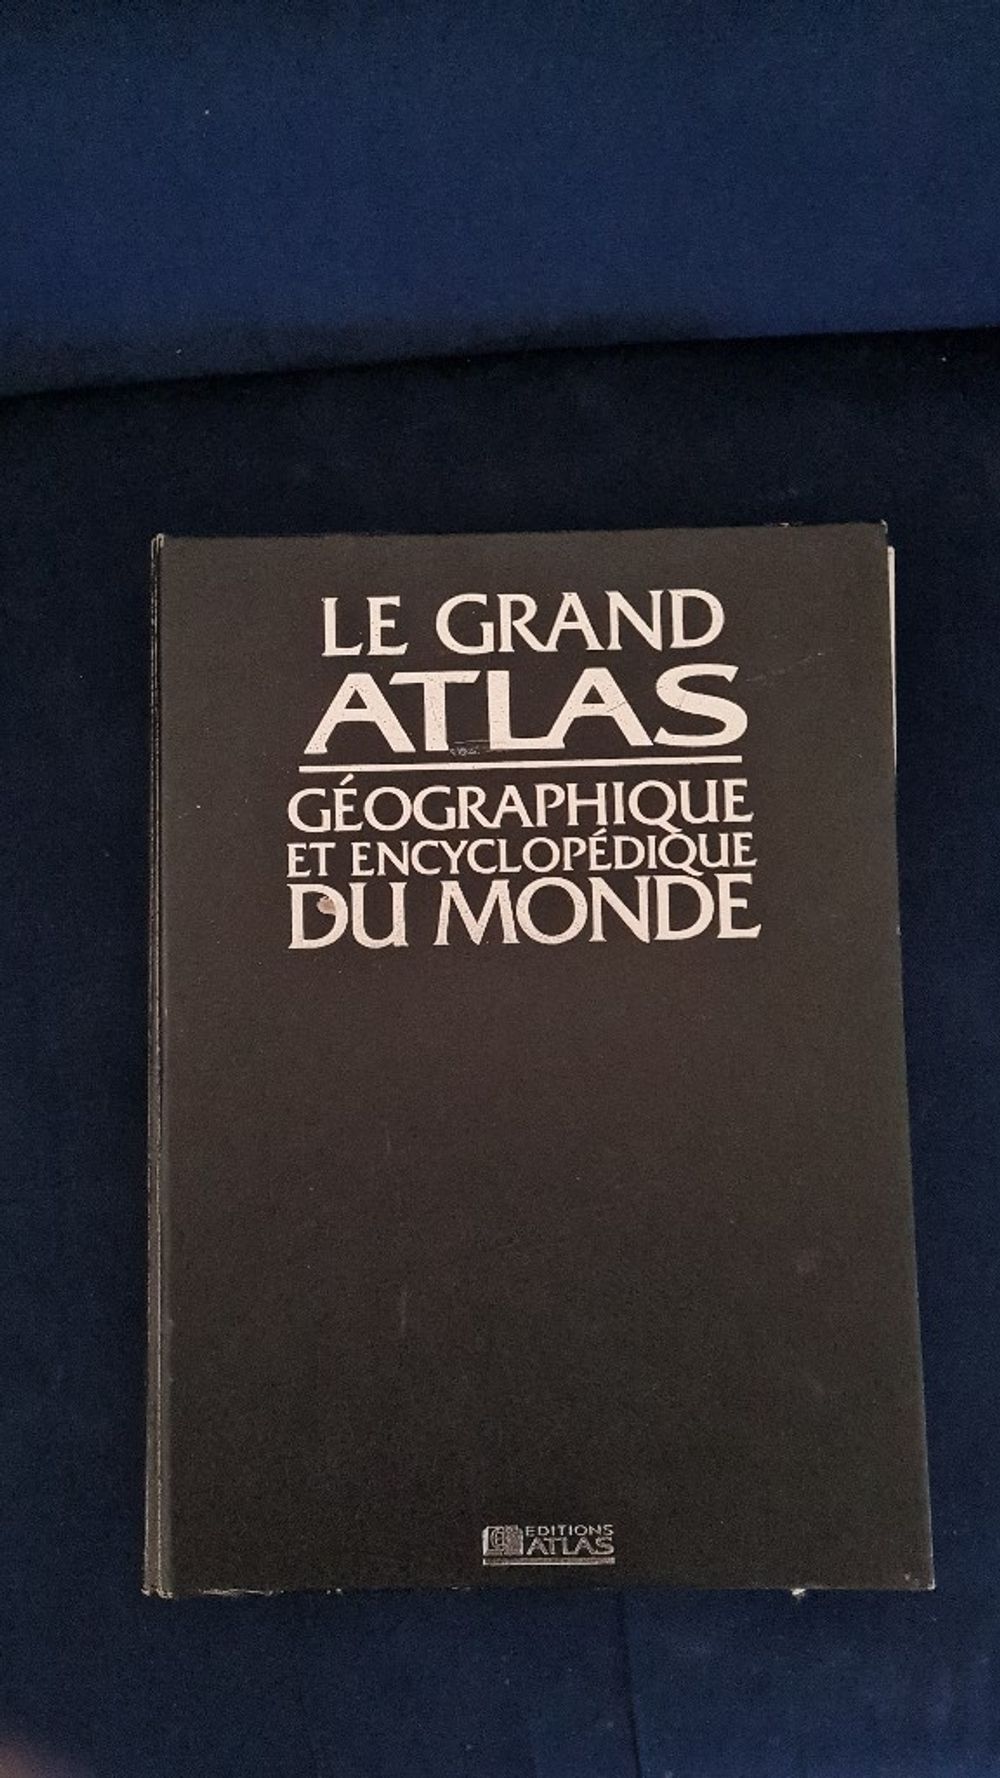 LE GRAND
ATLAS
GÉOGRAPHIQUE
ET ENCYCLOPÉDIQUE
DU MONDE
EDITIONS
ATLAS